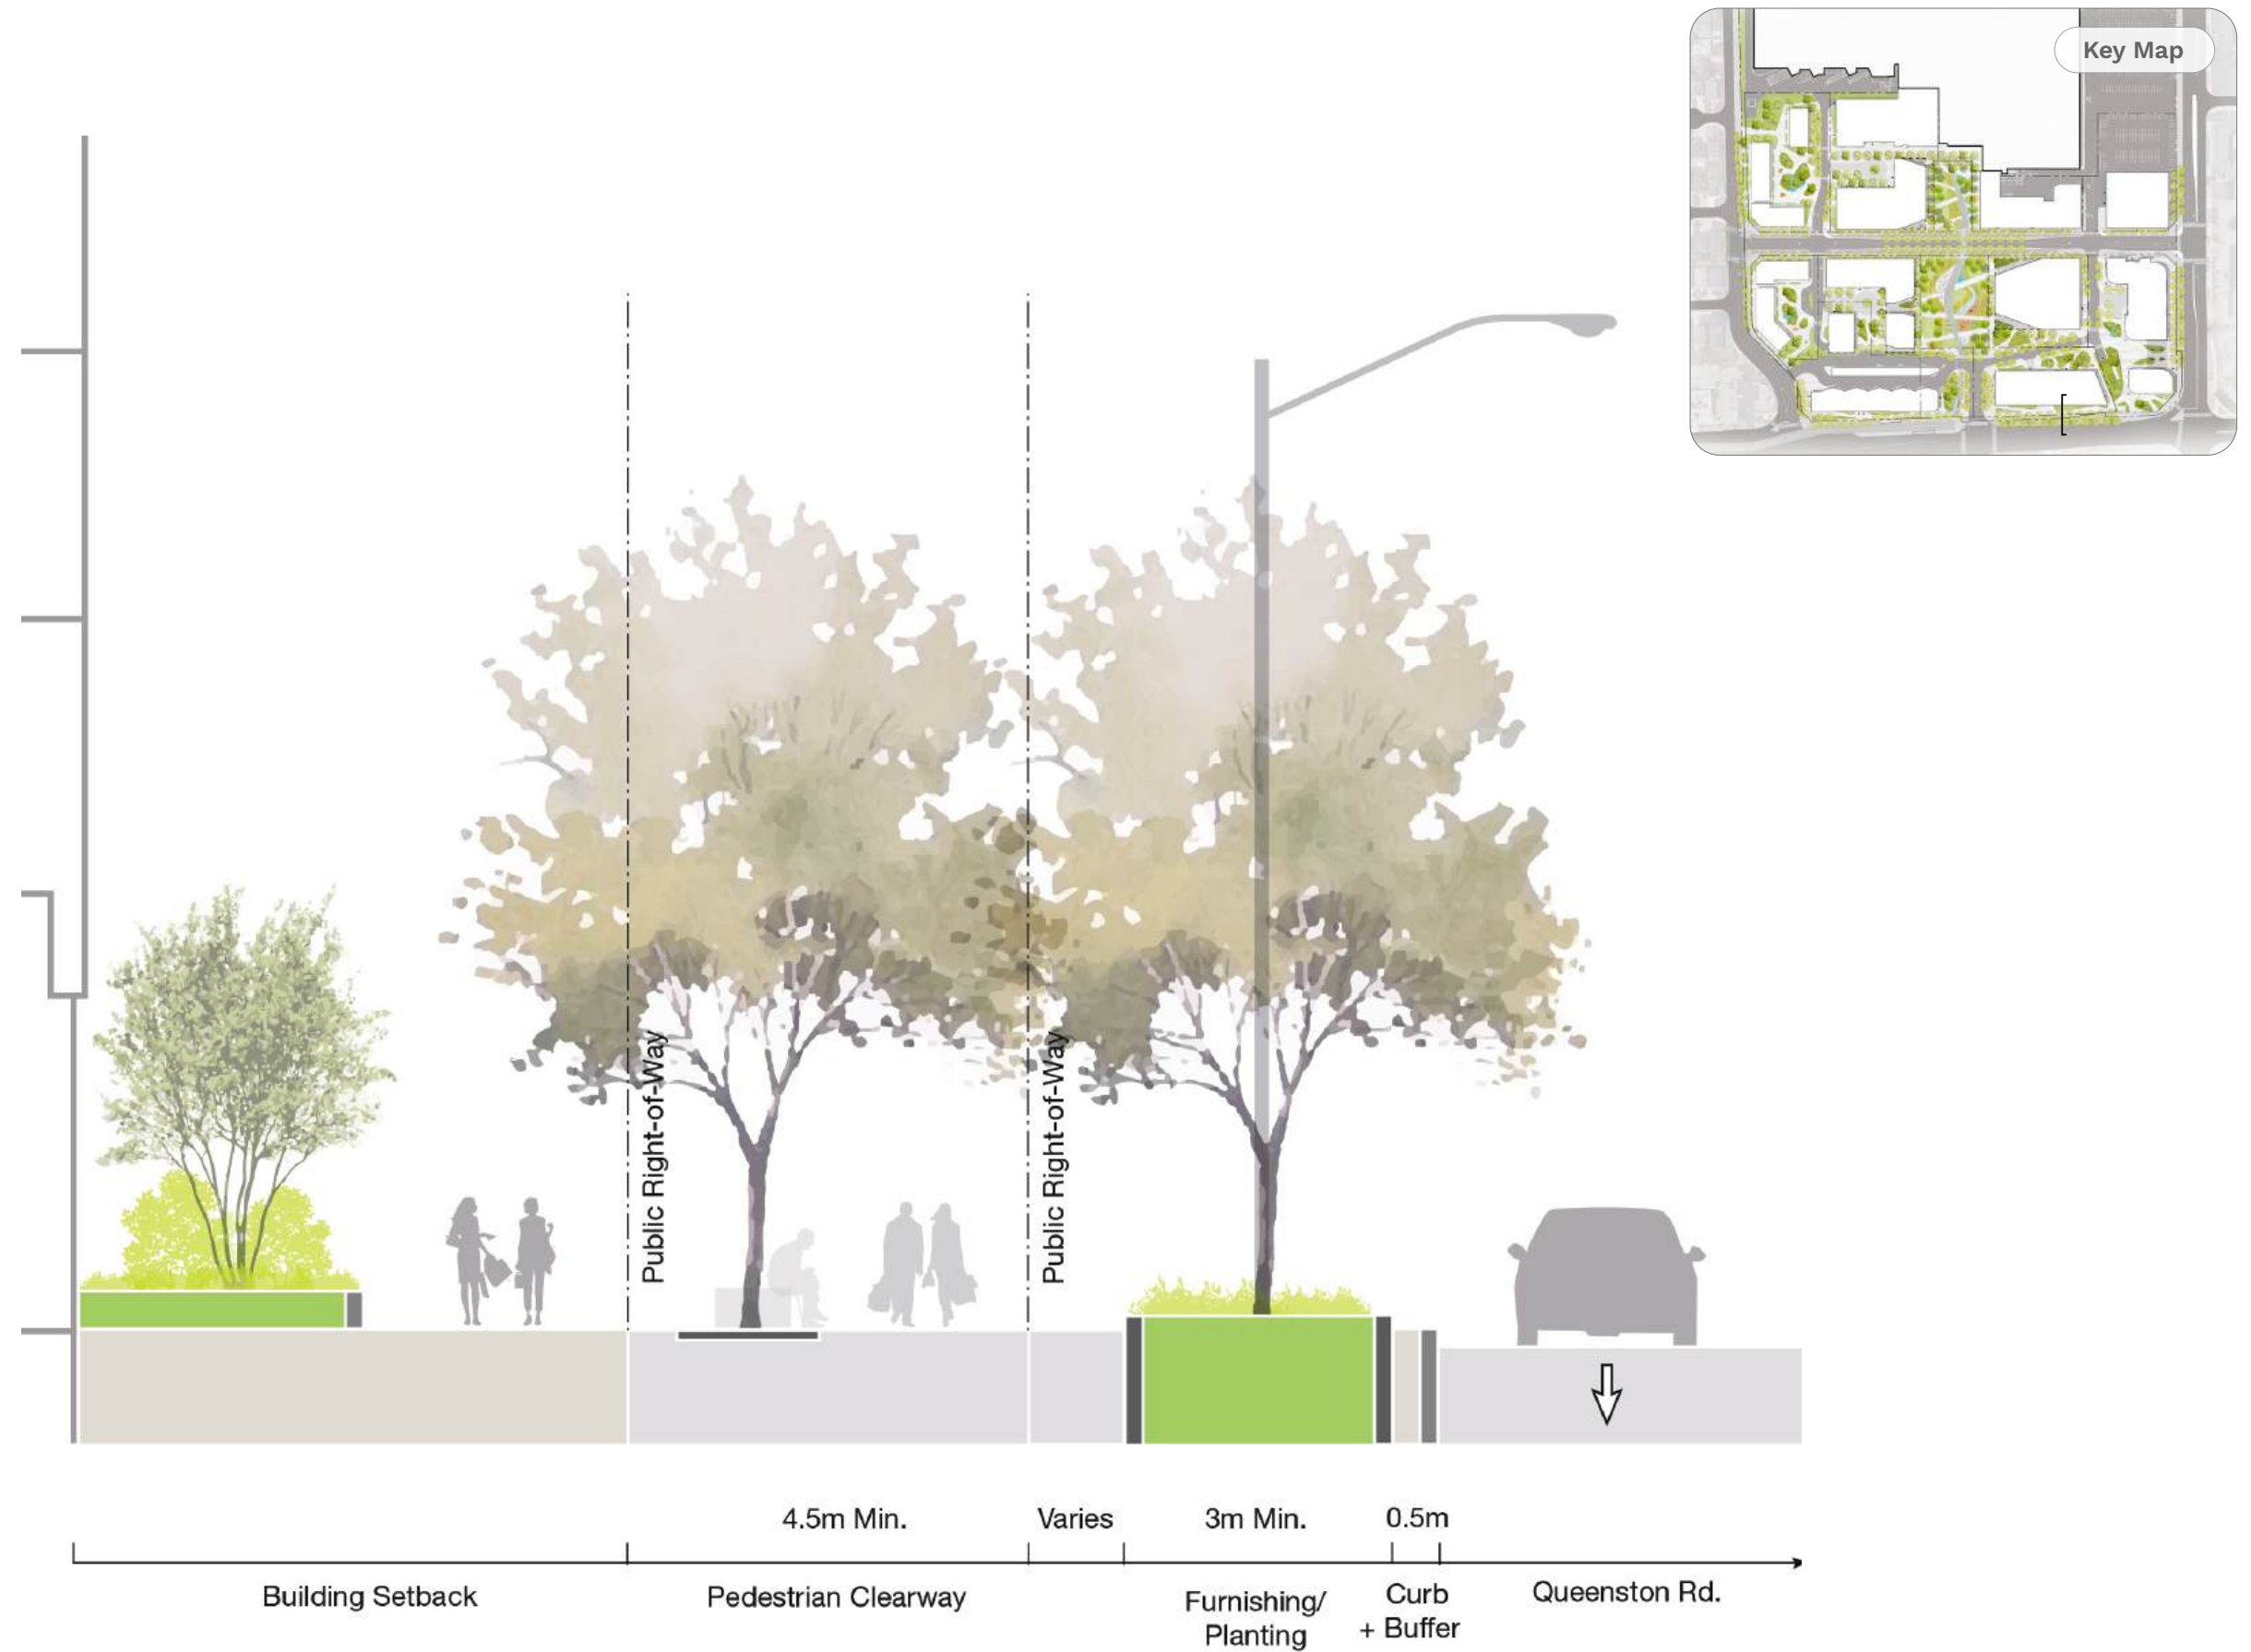 Key Map
Public Right-of-Way
Public Right-of-Way
4.5m Min.
Varies
3m Min.
0.5m
Building Setback
Pedestrian Clearway
Furnishing/
Planting
Curb
+ Buffer
Queenston Rd.